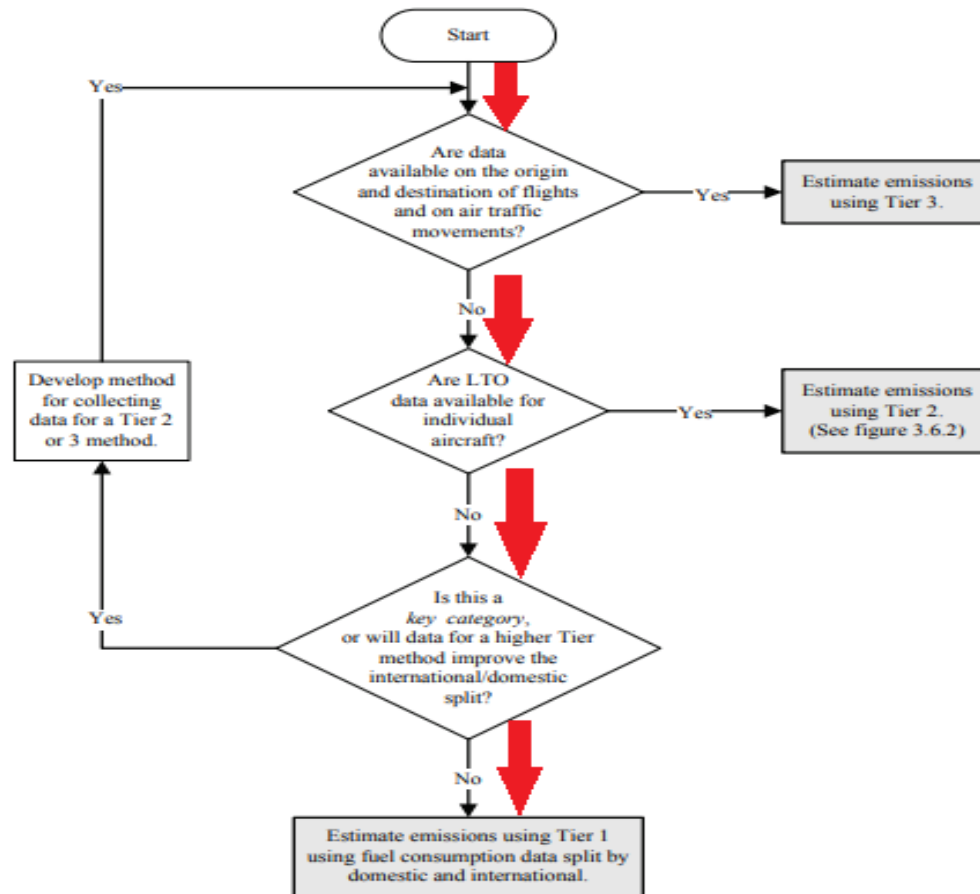 Start
Yes
Are data
available on the origin
and destination of flights
and on air traffic
movements?
Yes
Estimate emissions
using Tier 3.
No
Develop method
for collecting
data for a Tier 2
or 3 method.
Are LTO
data available for
individual
aircraft?
Yes
Estimate emissions
using Tier 2.
(See figure 3.6.2)
No
Yes
Is this a
key category,
or will data for a higher Tier
method improve the
international/domestic
split?
No
Estimate emissions using Tier 1
using fuel consumption data split by
domestic and international.